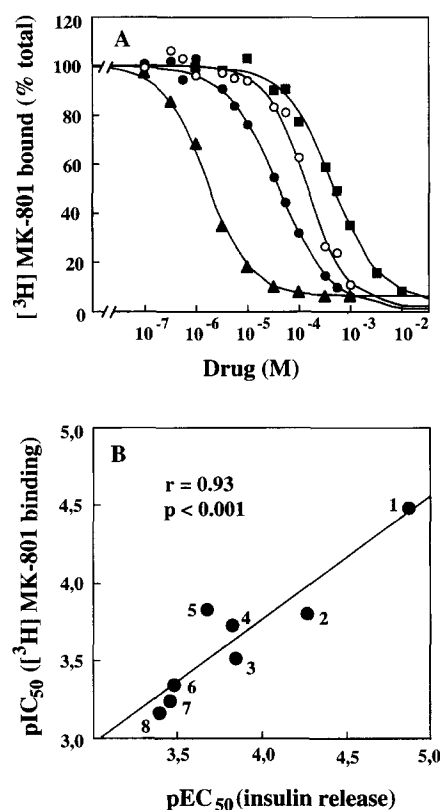 A
[³H] MK-801 bound (% total)
120
100
80
60
40
20
0
10⁻⁷ 10⁻⁶ 10⁻⁵ 10⁻⁴ 10⁻³ 10⁻²
Drug (M)
B
r = 0.93
p < 0.001
pIC₅₀ ([³H] MK-801 binding)
5,0
4,5
4,0
3,5
3,0
1
2
3
4
5
6
7
8
3,5 4,0 4,5 5,0
pEC₅₀ (insulin release)